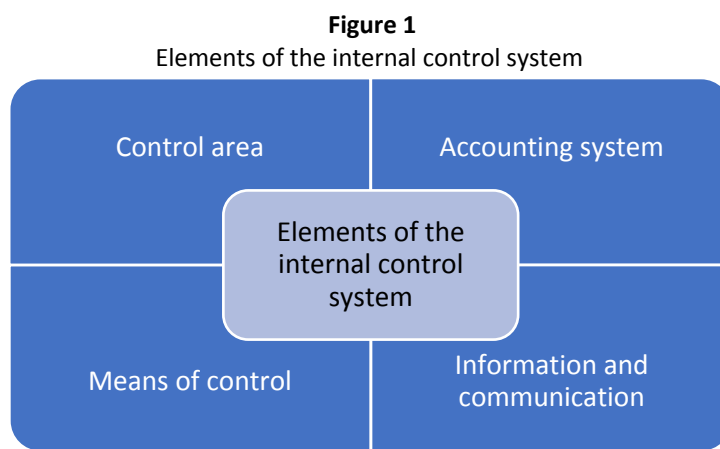 Figure 1
Elements of the internal control system
Control area
Accounting system
Elements of the
internal control
system
Means of control
Information and
communication